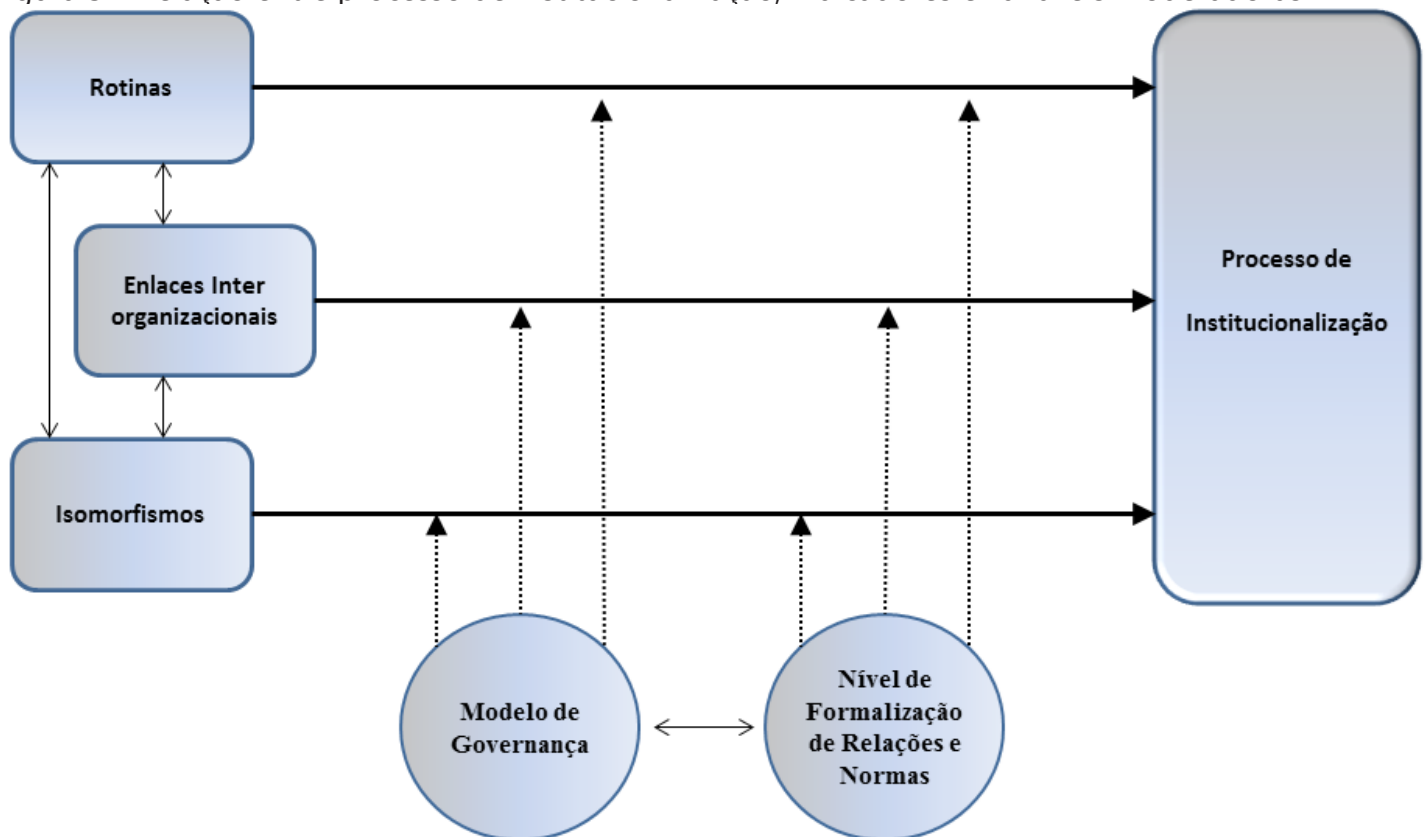 Rotinas
Enlaces Inter
organizacionais
Isomorfismos
Processo de
Institucionalização
Modelo de
Governança
Nível de
Formalização
de Relações e
Normas